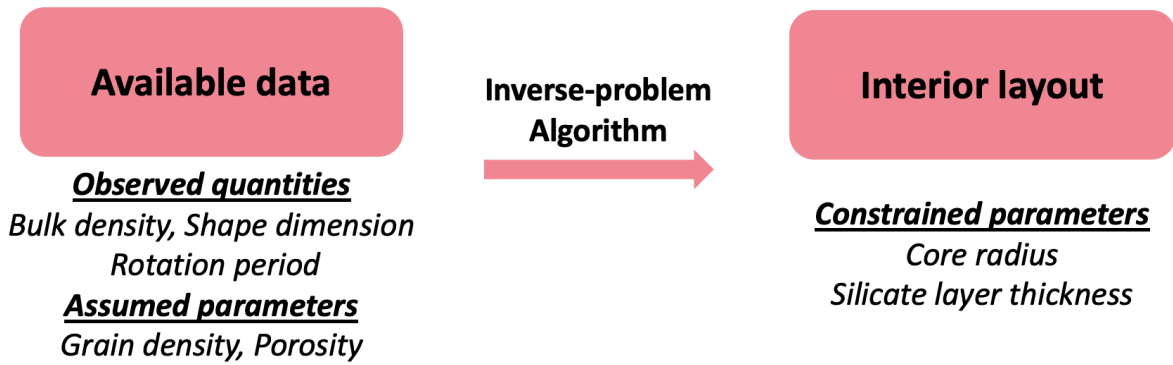 Available data
Observed quantities
Bulk density, Shape dimension
Rotation period
Assumed parameters
Grain density, Porosity
Inverse-problem
Algorithm
Interior layout
Constrained parameters
Core radius
Silicate layer thickness